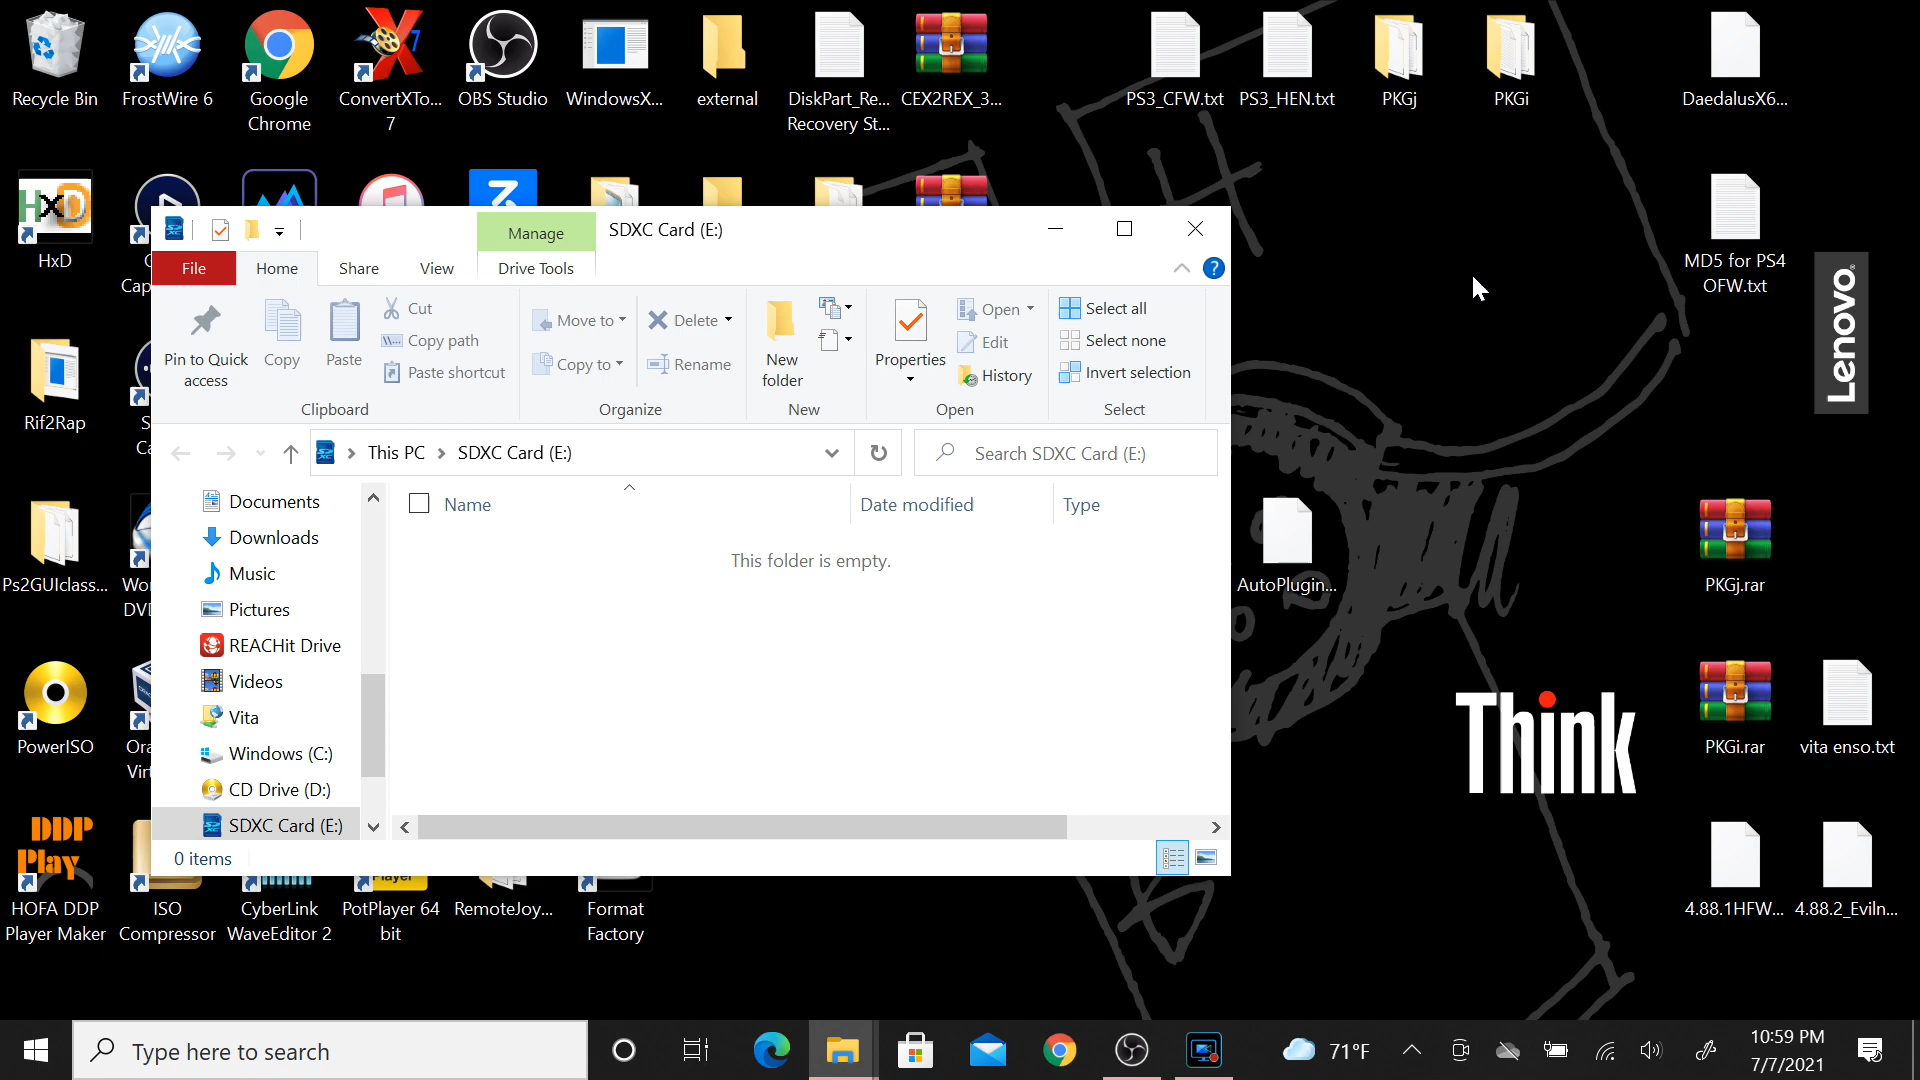 Recycle Bin
FrostWire 6
Google
Chrome
ConvertXTo...
7
OBS Studio
WindowsX...
external
DiskPart_Re...
Recovery St...
CEX2REX_3...
PS3_CFW.txt
PS3_HEN.txt
PKGj
PKGi
DaedalusX6...
HxD
HxD
MD5 for PS4
OFW.txt
Lenovo
Manage
SDXC Card (E:)
File
Home
Share
View
Drive Tools
Pin to Quick
access
Copy
Paste
Cut
Copy path
Paste shortcut
Clipboard
Move to
Copy to
Delete
Rename
Organize
New
folder
New
Properties
Open
Edit
History
Open
Select all
Select none
Invert selection
Select
This PC
SDXC Card (E:)
Search SDXC Card (E:)
Documents
Downloads
Music
Pictures
REACHit Drive
Videos
Vita
Windows (C:)
CD Drive (D:)
SDXC Card (E:)
Name
Date modified
Type
This folder is empty.
0 items
Rif2Rap
Ps2GUIclass...
PowerISO
AutoPlugin...
PKGj.rar
Think
PKGi.rar
vita enso.txt
4.88.1HFW...
4.88.2_Eviln...
DDP
Play
HOFA DDP
Player Maker
ISO
Compressor
CyberLink
WaveEditor 2
Player
PotPlayer 64
bit
RemoteJoy...
Format
Factory
Type here to search
71°F
10:59 PM
7/7/2021